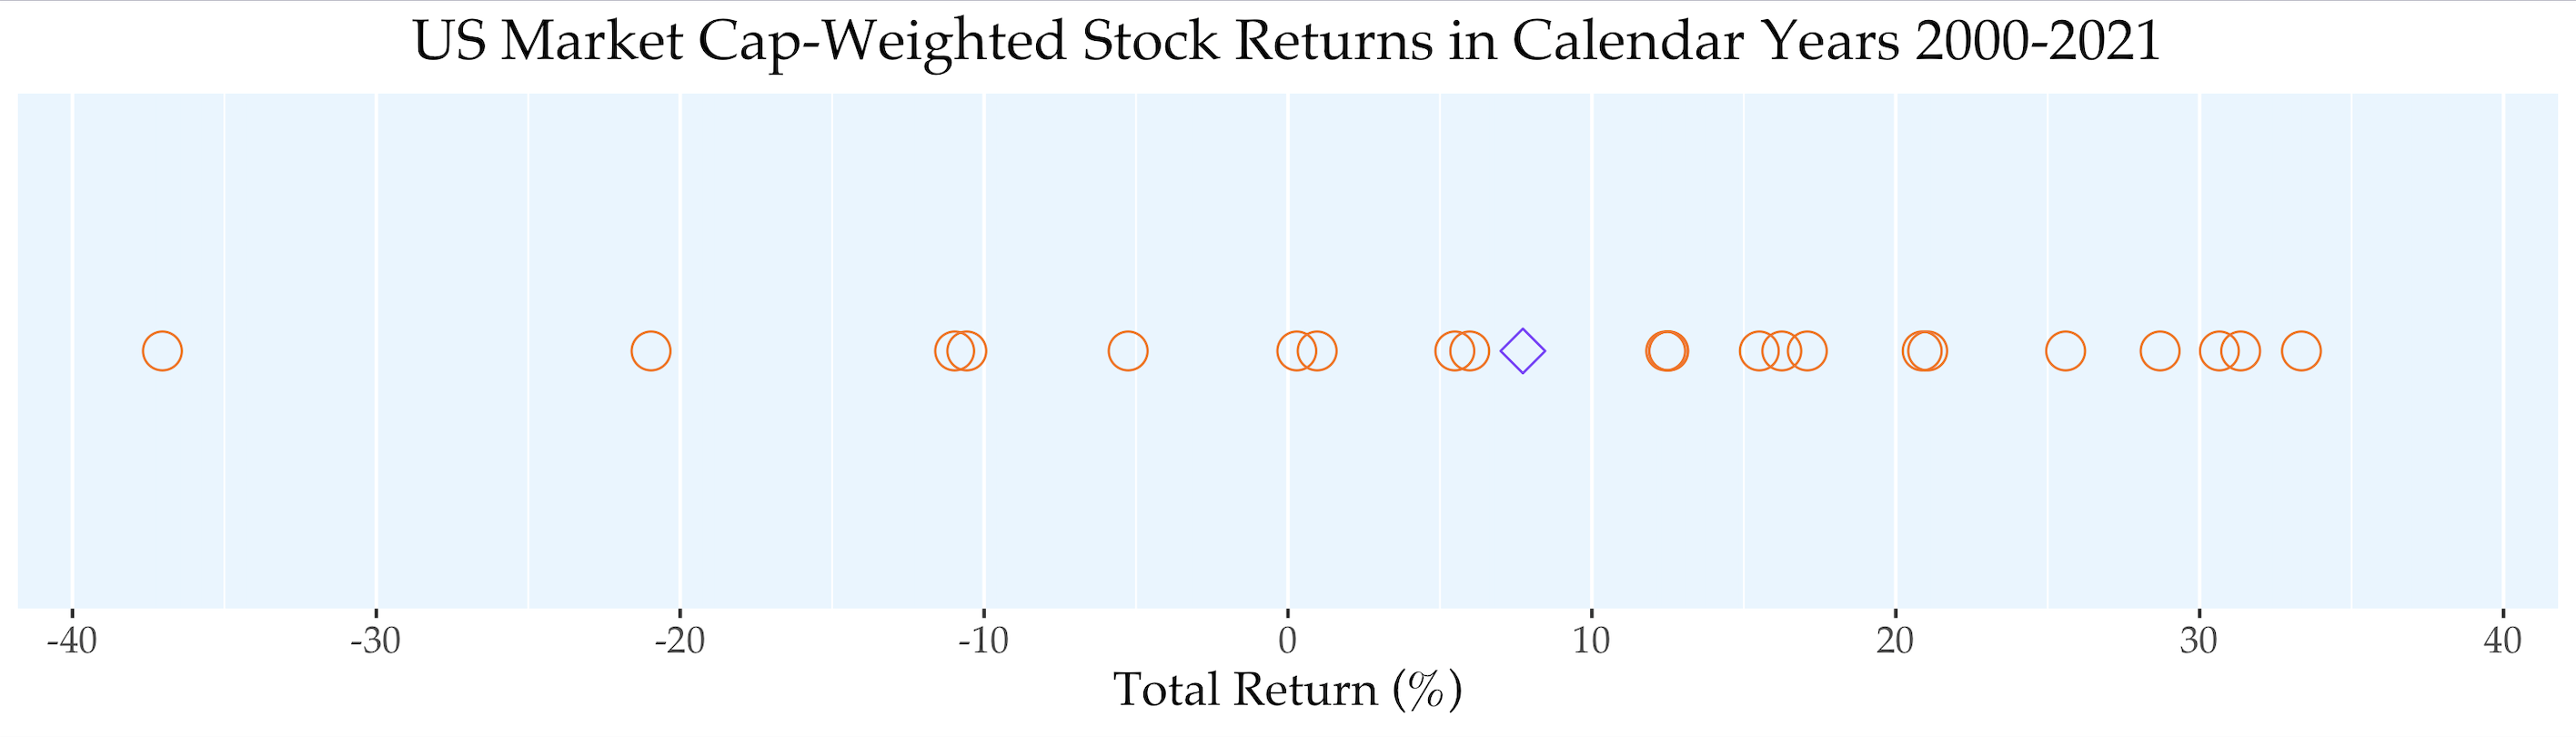 US Market Cap-Weighted Stock Returns in Calendar Years 2000-2021
-40 -30 -20 -10 0 10 20 30 40
Total Return (%)